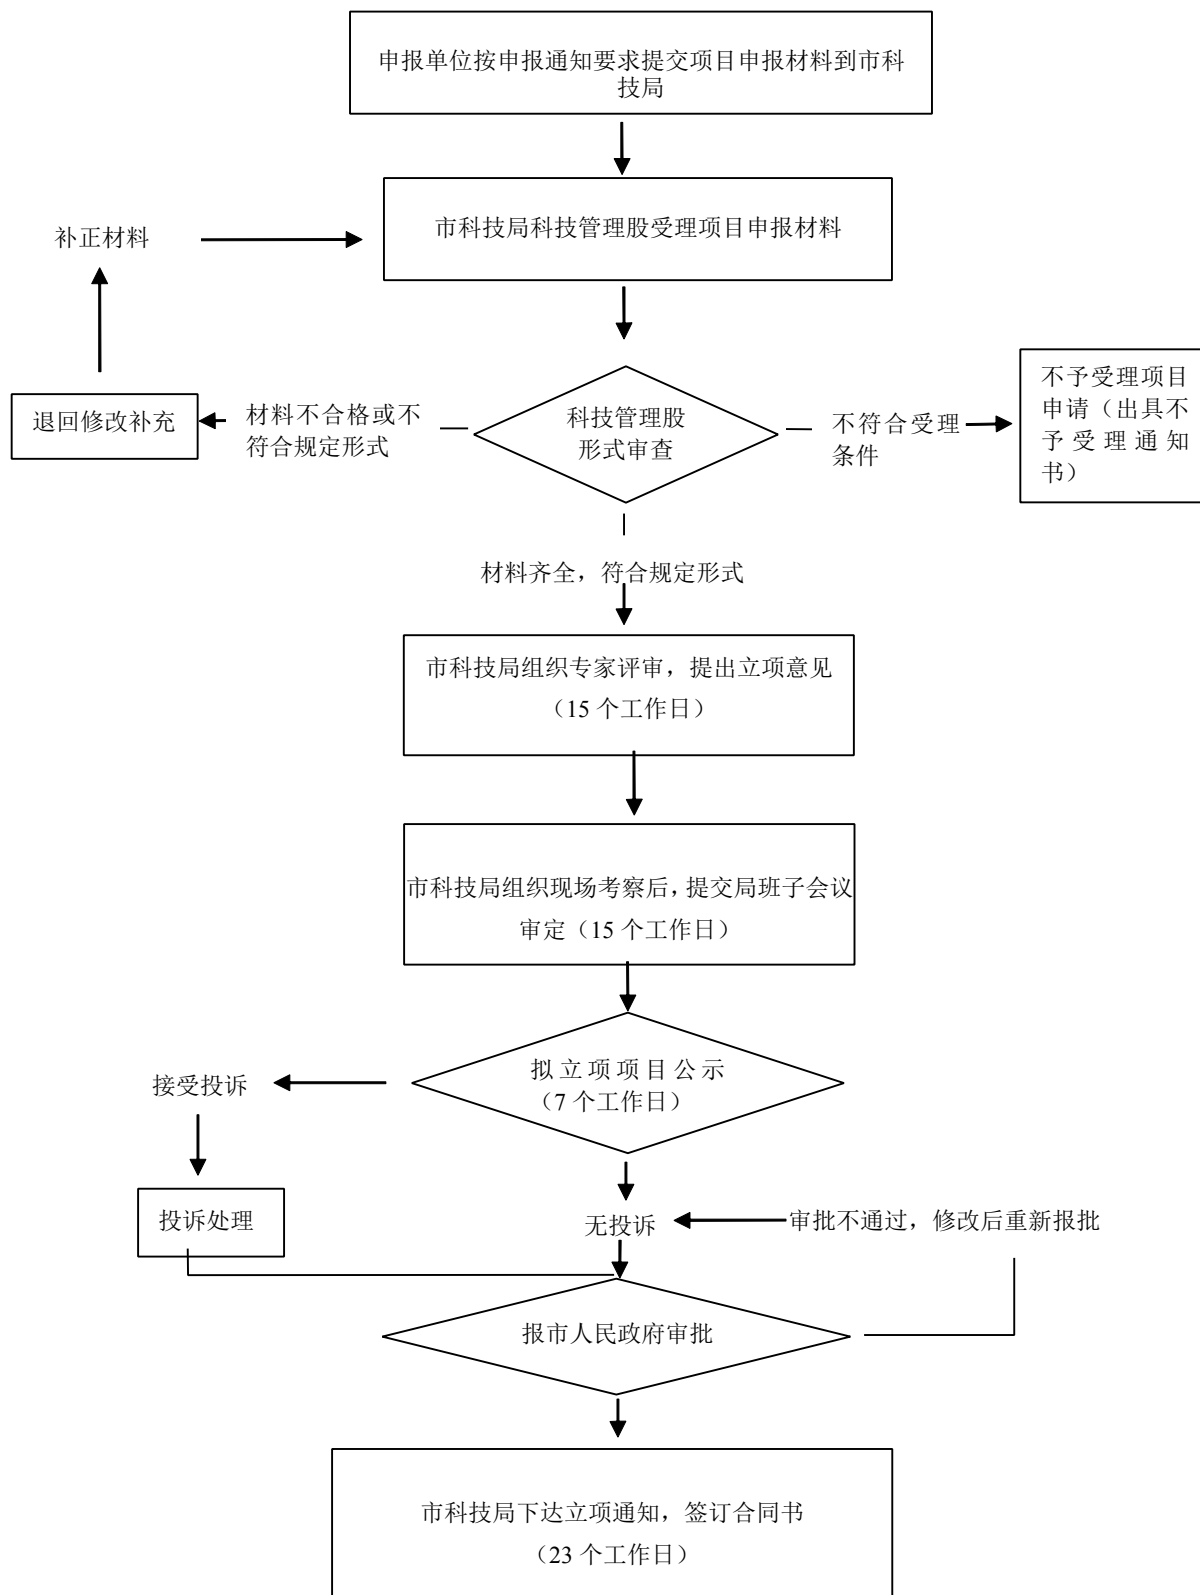 申报单位按申报通知要求提交项目申报材料到市科
技局
补正材料
市科技局科技管理股受理项目申报材料
退回修改补充
材料不合格或不
符合规定形式
科技管理股
形式审查
不符合受理
条件
不予受理项目
申请（出具不
予受理通知
书）
材料齐全，符合规定形式
市科技局组织专家评审，提出立项意见
（15 个工作日）
市科技局组织现场考察后，提交局班子会议
审定（15 个工作日）
拟立项项目公示
（7 个工作日）
接受投诉
投诉处理
无投诉
审批不通过，修改后重新报批
报市人民政府审批
市科技局下达立项通知，签订合同书
（23 个工作日）